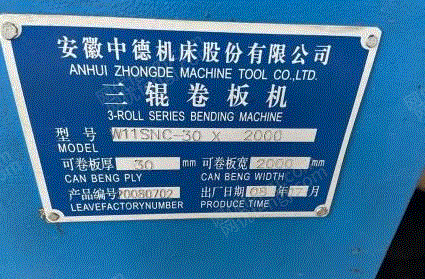 安徽中德机床股份有限公司
ANHUI ZHONGDE MACHINE TOOL CO.,LTD.
三辊卷板机
3-ROLL SERIES BENDING MACHINE
型号 W11SNC-30 X 2000
MODEL
可卷板厚 30 mm 可卷板宽 2000 mm
CAN BENG PLY CAN BENG WIDTH
产品编号 20080702 出厂日期 08 年 7 月
LEAVEFACTORYNUMBER PRODUCE TIME